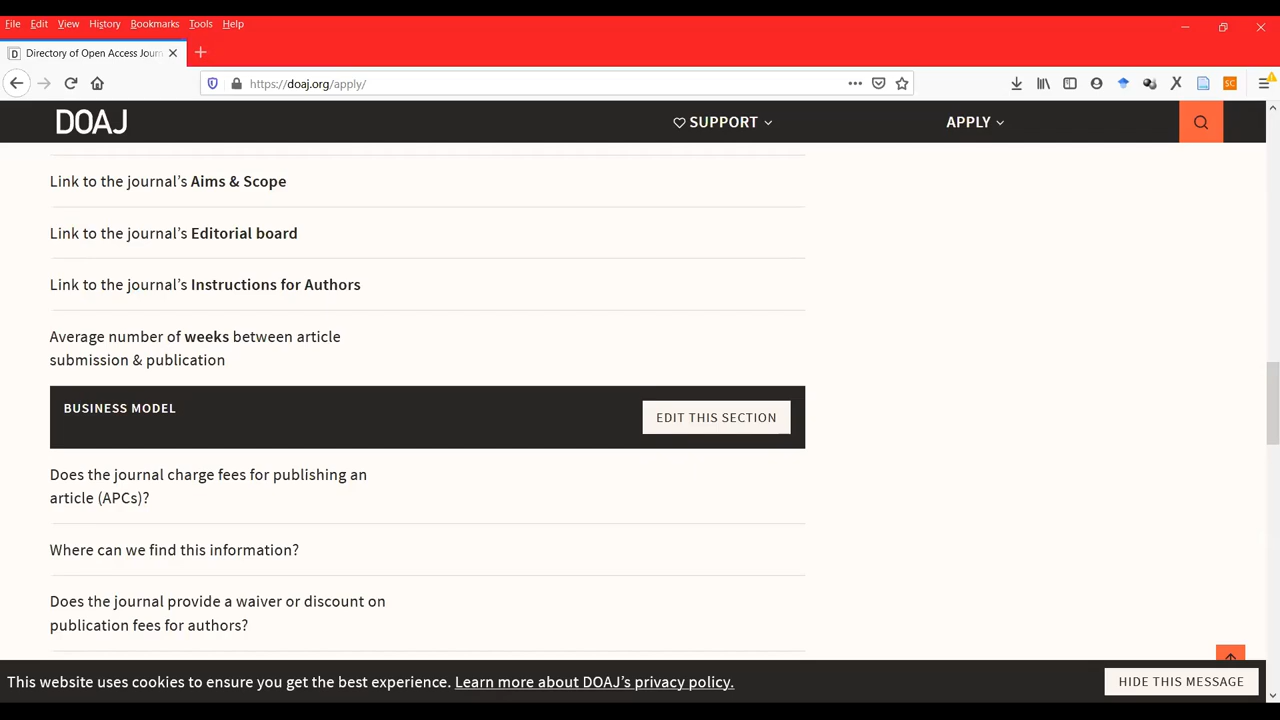 File Edit View History Bookmarks Tools Help
D Directory of Open Access Journ
https://doaj.org/apply/
DOAJ SUPPORT APPLY
Link to the journal's Aims & Scope
Link to the journal's Editorial board
Link to the journal's Instructions for Authors
Average number of weeks between article
submission & publication
BUSINESS MODEL EDIT THIS SECTION
Does the journal charge fees for publishing an
article (APCs)?
Where can we find this information?
Does the journal provide a waiver or discount on
publication fees for authors?
This website uses cookies to ensure you get the best experience. Learn more about DOAJ's privacy policy. HIDE THIS MESSAGE